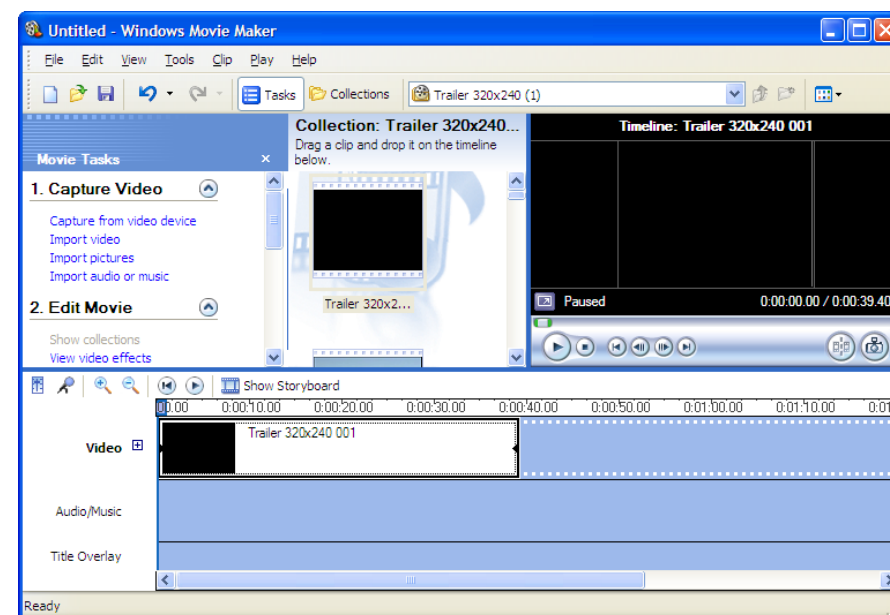 Untitled - Windows Movie Maker
File Edit View Tools Clip Play Help
Tasks Collections Trailer 320x240 (1)
Movie Tasks
Collection: Trailer 320x240...
Drag a clip and drop it on the timeline
below.
Timeline: Trailer 320x240 001
1. Capture Video
Capture from video device
Import video
Import pictures
Import audio or music
2. Edit Movie
Show collections
View video effects
Trailer 320x2...
Paused 0:00:00.00 / 0:00:39.40
Show Storyboard
00.00 0:00:10.00 0:00:20.00 0:00:30.00 0:00:40.00 0:00:50.00 0:01:00.00 0:01:10.00 0:01
Video Trailer 320x240 001
Audio/Music
Title Overlay
Ready